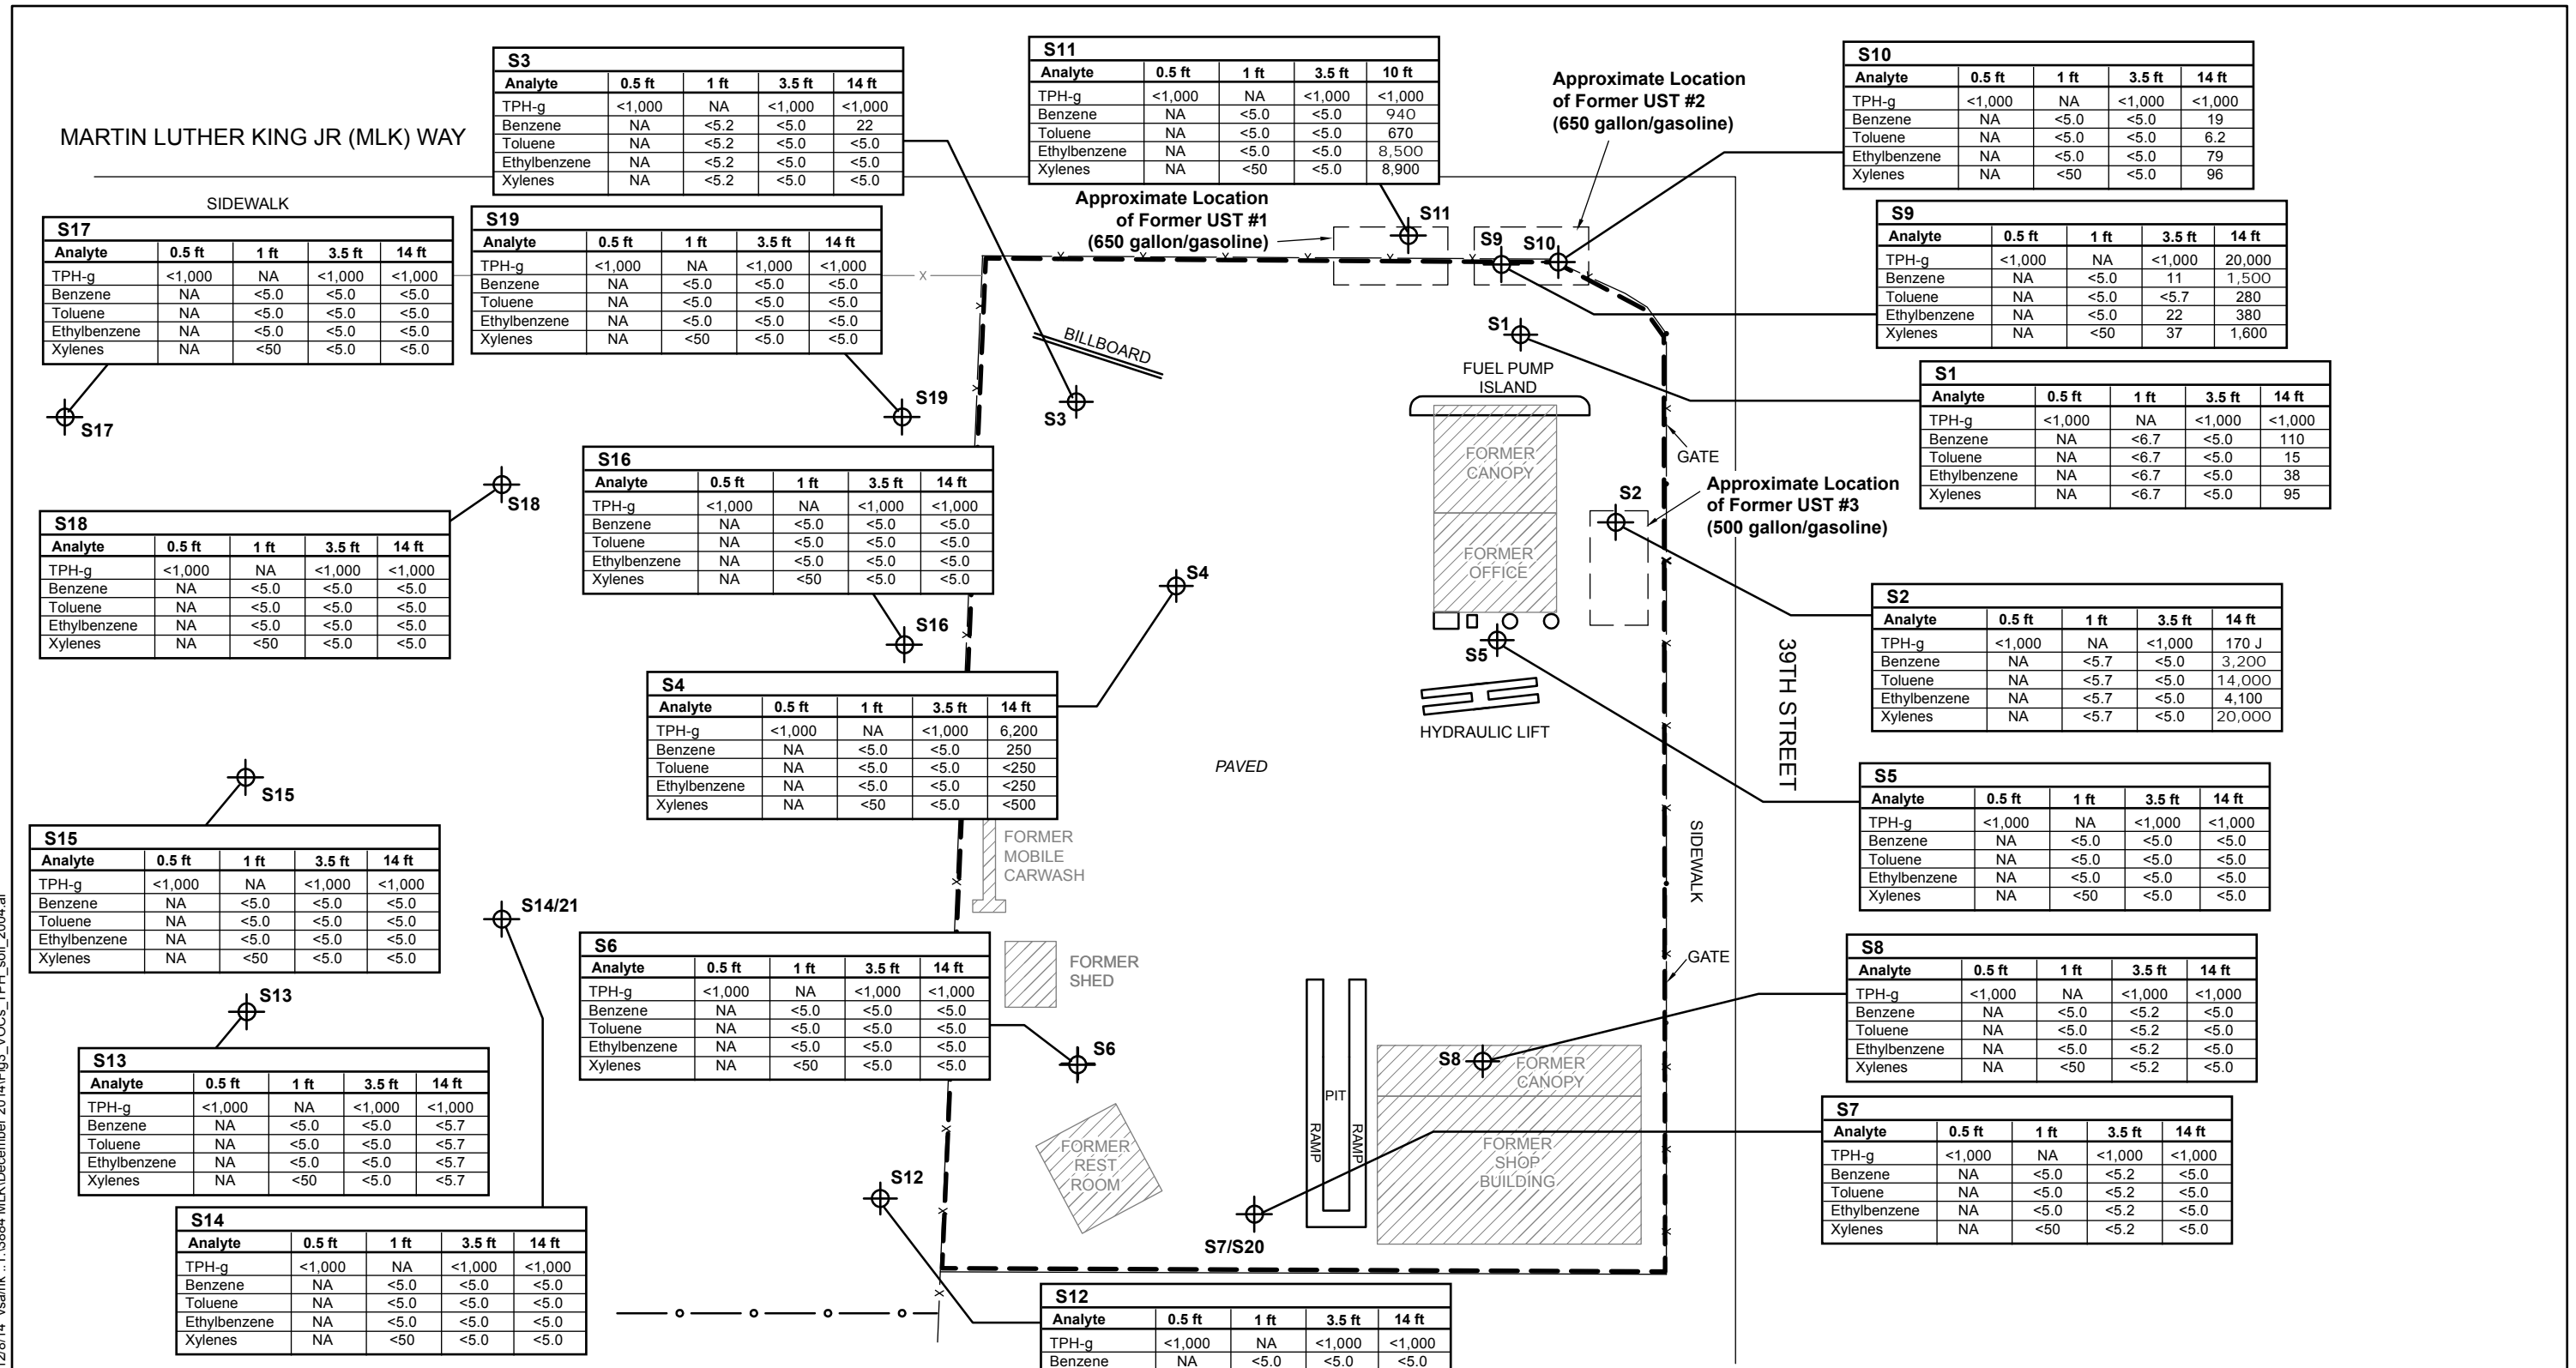 MARTIN LUTHER KING JR (MLK) WAY
SIDEWALK
S3
Analyte 0.5 ft 1 ft 3.5 ft 14 ft
TPH-g <1,000 NA <1,000 <1,000
Benzene NA <5.2 <5.0 22
Toluene NA <5.2 <5.0 <5.0
Ethylbenzene NA <5.2 <5.0 <5.0
Xylenes NA <5.2 <5.0 <5.0
S11
Analyte 0.5 ft 1 ft 3.5 ft 10 ft
TPH-g <1,000 NA <1,000 <1,000
Benzene NA <5.0 <5.0 940
Toluene NA <5.0 <5.0 670
Ethylbenzene NA <5.0 <5.0 8,500
Xylenes NA <50 <5.0 8,900
Approximate Location
of Former UST #2
(650 gallon/gasoline)
S10
Analyte 0.5 ft 1 ft 3.5 ft 14 ft
TPH-g <1,000 NA <1,000 <1,000
Benzene NA <5.0 <5.0 19
Toluene NA <5.0 <5.0 6.2
Ethylbenzene NA <5.0 <5.0 79
Xylenes NA <50 <5.0 96
S17
Analyte 0.5 ft 1 ft 3.5 ft 14 ft
TPH-g <1,000 NA <1,000 <1,000
Benzene NA <5.0 <5.0 <5.0
Toluene NA <5.0 <5.0 <5.0
Ethylbenzene NA <5.0 <5.0 <5.0
Xylenes NA <50 <5.0 <5.0
S17
S19
Analyte 0.5 ft 1 ft 3.5 ft 14 ft
TPH-g <1,000 NA <1,000 <1,000
Benzene NA <5.0 <5.0 <5.0
Toluene NA <5.0 <5.0 <5.0
Ethylbenzene NA <5.0 <5.0 <5.0
Xylenes NA <50 <5.0 <5.0
S19
Approximate Location
of Former UST #1
(650 gallon/gasoline)
S11
S9
S10
S9
Analyte 0.5 ft 1 ft 3.5 ft 14 ft
TPH-g <1,000 NA <1,000 20,000
Benzene NA <5.0 11 1,500
Toluene NA <5.0 <5.7 280
Ethylbenzene NA <5.0 22 380
Xylenes NA <50 37 1,600
BILLBOARD
S3
S1
FUEL PUMP
ISLAND
S1
Analyte 0.5 ft 1 ft 3.5 ft 14 ft
TPH-g <1,000 NA <1,000 <1,000
Benzene NA <6.7 <5.0 110
Toluene NA <6.7 <5.0 15
Ethylbenzene NA <6.7 <5.0 38
Xylenes NA <6.7 <5.0 95
FORMER
CANOPY
GATE
S2
Approximate Location
of Former UST #3
(500 gallon/gasoline)
FORMER
OFFICE
S18
S18
Analyte 0.5 ft 1 ft 3.5 ft 14 ft
TPH-g <1,000 NA <1,000 <1,000
Benzene NA <5.0 <5.0 <5.0
Toluene NA <5.0 <5.0 <5.0
Ethylbenzene NA <5.0 <5.0 <5.0
Xylenes NA <50 <5.0 <5.0
S16
Analyte 0.5 ft 1 ft 3.5 ft 14 ft
TPH-g <1,000 NA <1,000 <1,000
Benzene NA <5.0 <5.0 <5.0
Toluene NA <5.0 <5.0 <5.0
Ethylbenzene NA <5.0 <5.0 <5.0
Xylenes NA <50 <5.0 <5.0
S16
S4
S5
HYDRAULIC LIFT
S2
Analyte 0.5 ft 1 ft 3.5 ft 14 ft
TPH-g <1,000 NA <1,000 170 J
Benzene NA <5.7 <5.0 3,200
Toluene NA <5.7 <5.0 14,000
Ethylbenzene NA <5.7 <5.0 4,100
Xylenes NA <5.7 <5.0 20,000
39TH STREET
S4
Analyte 0.5 ft 1 ft 3.5 ft 14 ft
TPH-g <1,000 NA <1,000 6,200
Benzene NA <5.0 <5.0 250
Toluene NA <5.0 <5.0 <250
Ethylbenzene NA <5.0 <5.0 <250
Xylenes NA <50 <5.0 <500
PAVED
S5
Analyte 0.5 ft 1 ft 3.5 ft 14 ft
TPH-g <1,000 NA <1,000 <1,000
Benzene NA <5.0 <5.0 <5.0
Toluene NA <5.0 <5.0 <5.0
Ethylbenzene NA <5.0 <5.0 <5.0
Xylenes NA <50 <5.0 <5.0
S15
S15
Analyte 0.5 ft 1 ft 3.5 ft 14 ft
TPH-g <1,000 NA <1,000 <1,000
Benzene NA <5.0 <5.0 <5.0
Toluene NA <5.0 <5.0 <5.0
Ethylbenzene NA <5.0 <5.0 <5.0
Xylenes NA <50 <5.0 <5.0
S14/21
FORMER
MOBILE
CARWASH
SIDEWALK
S6
Analyte 0.5 ft 1 ft 3.5 ft 14 ft
TPH-g <1,000 NA <1,000 <1,000
Benzene NA <5.0 <5.0 <5.0
Toluene NA <5.0 <5.0 <5.0
Ethylbenzene NA <5.0 <5.0 <5.0
Xylenes NA <50 <5.0 <5.0
FORMER
SHED
S6
GATE
S8
Analyte 0.5 ft 1 ft 3.5 ft 14 ft
TPH-g <1,000 NA <1,000 <1,000
Benzene NA <5.0 <5.2 <5.0
Toluene NA <5.0 <5.2 <5.0
Ethylbenzene NA <5.0 <5.2 <5.0
Xylenes NA <50 <5.2 <5.0
S13
S13
Analyte 0.5 ft 1 ft 3.5 ft 14 ft
TPH-g <1,000 NA <1,000 <1,000
Benzene NA <5.0 <5.0 <5.7
Toluene NA <5.0 <5.0 <5.7
Ethylbenzene NA <5.0 <5.0 <5.7
Xylenes NA <50 <5.0 <5.7
S8
FORMER
CANOPY
PIT
RAMP
RAMP
FORMER
SHOP
BUILDING
FORMER
REST
ROOM
S7
Analyte 0.5 ft 1 ft 3.5 ft 14 ft
TPH-g <1,000 NA <1,000 <1,000
Benzene NA <5.0 <5.2 <5.0
Toluene NA <5.0 <5.2 <5.0
Ethylbenzene NA <5.0 <5.2 <5.0
Xylenes NA <50 <5.2 <5.0
S12
S7/S20
S14
Analyte 0.5 ft 1 ft 3.5 ft 14 ft
TPH-g <1,000 NA <1,000 <1,000
Benzene NA <5.0 <5.0 <5.0
Toluene NA <5.0 <5.0 <5.0
Ethylbenzene NA <5.0 <5.0 <5.0
Xylenes NA <50 <5.0 <5.0
S12
Analyte 0.5 ft 1 ft 3.5 ft 14 ft
TPH-g <1,000 NA <1,000 <1,000
Benzene NA <5.0 <5.0 <5.0